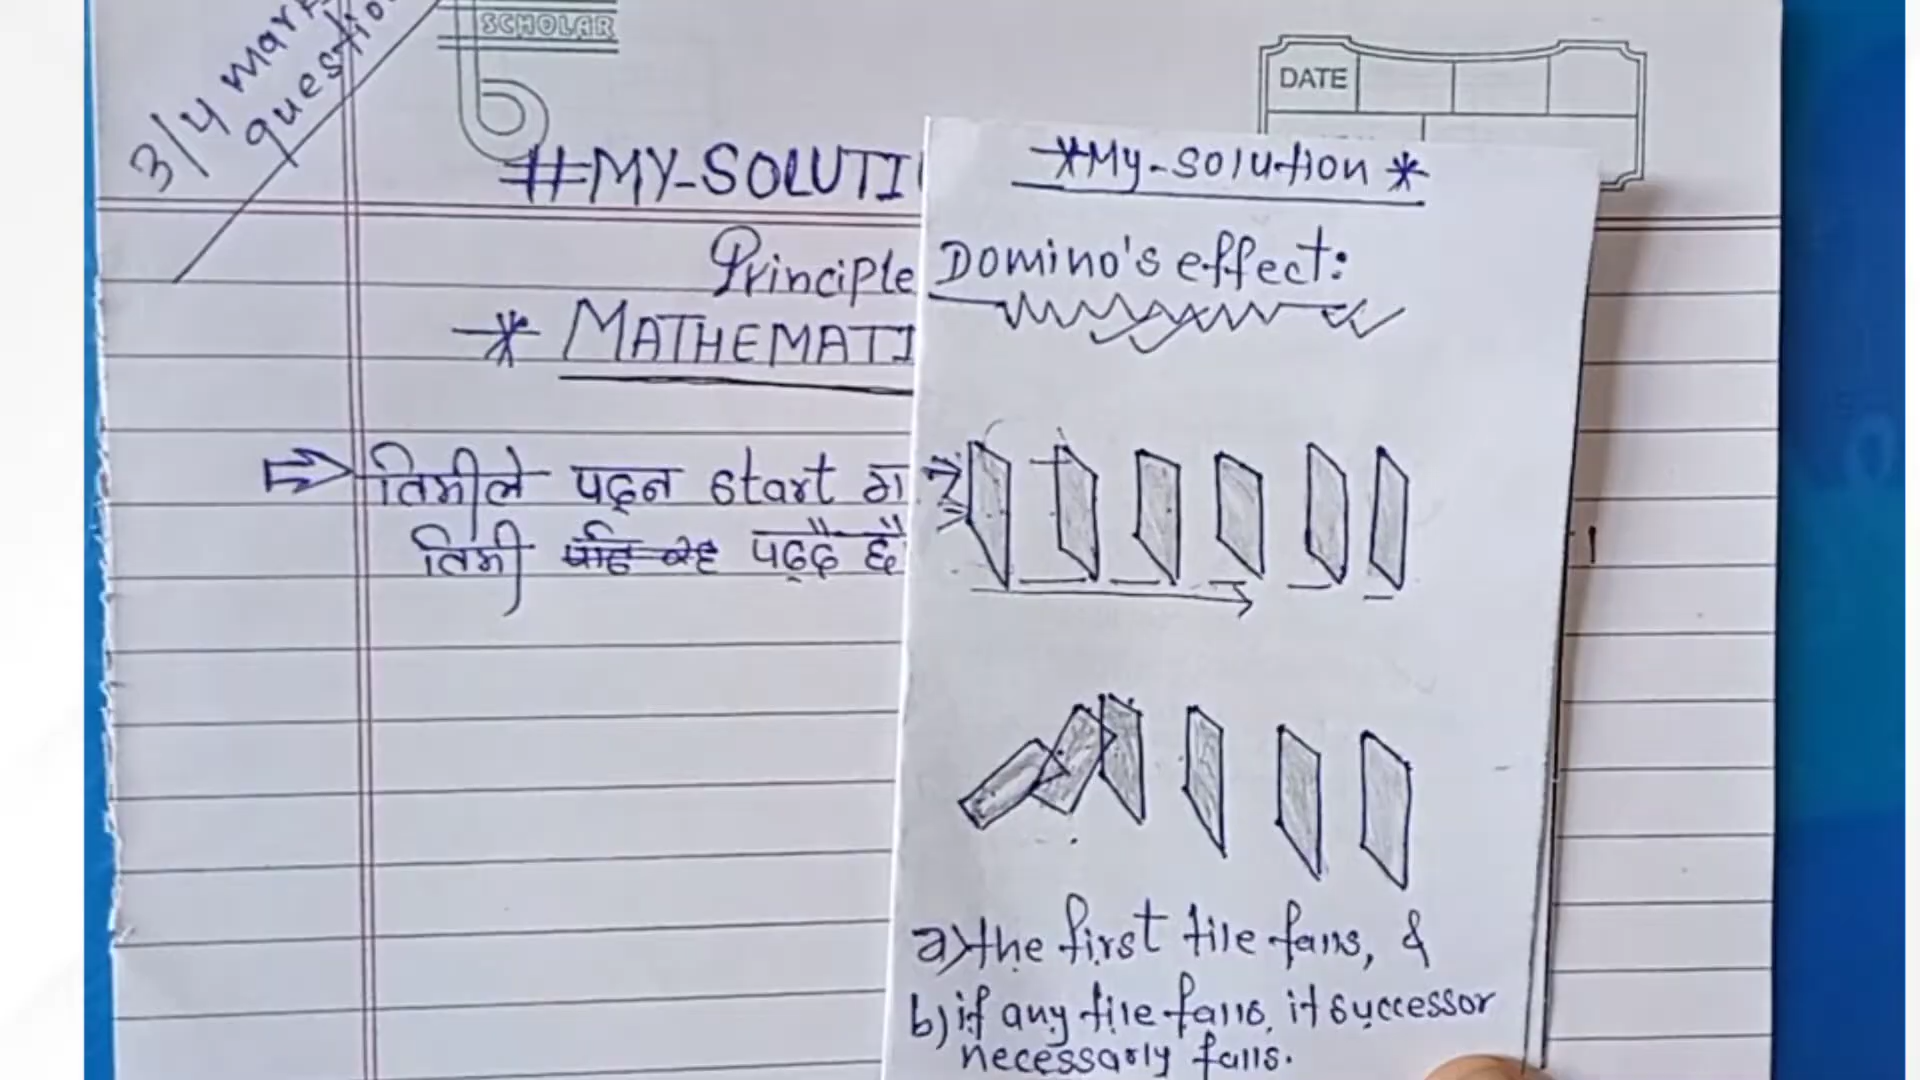 3/4 mark
question
SCHOLAR
DATE
#MY-SOLUTI
Principle
* MATHEMATI
⇒ तिमीले पढ्न start ग
तिमी पढ्दै छौ
*My-solution*
Domino's effect:
a) the first tile falls, &
b) if any tile falls, it successor
necessarly falls.